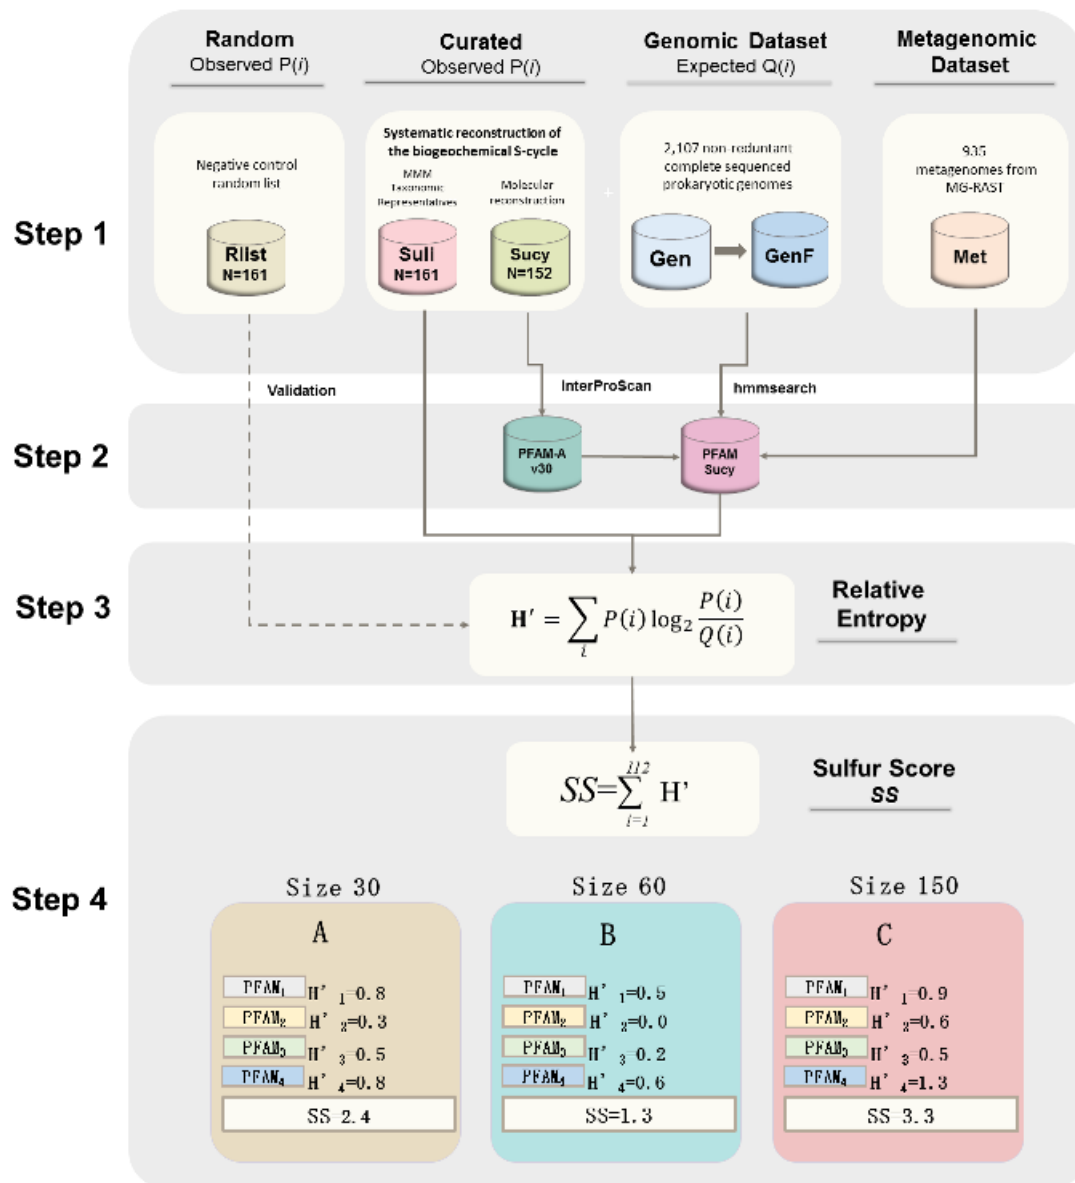 Random
Observed P(i)
Curated
Observed P(i)
Genomic Dataset
Expected Q(i)
Metagenomic
Dataset
Step 1
Negative control
random list
Rlist
N=161
Systematic reconstruction of
the biogeochemical S-cycle
MMM
Taxonomic
Representatives
Molecular
reconstruction
Suli
N=161
Sucy
N=152
2,107 non-reduntant
complete sequenced
prokaryotic genomes
Gen
GenF
935
metagenomes from
MG-RAST
Met
Validation
InterProScan
hmmsearch
Step 2
PFAM-A
v30
PFAM
Sucy
Step 3
H' = ∑ P(i) log₂ P(i)/Q(i)
i
Relative
Entropy
Step 4
112
SS=∑ H'
i=1
Sulfur Score
SS
Size 30
A
PFAM₁ H' ₁=0.8
PFAM₂ H' ₂=0.3
PFAM₃ H' ₃=0.5
PFAM₄ H' ₄=0.8
SS 2.4
Size 60
B
PFAM₁ H' ₁=0.5
PFAM₂ H' ₂=0.0
PFAM₃ H' ₃=0.2
PFAM₄ H' ₄=0.6
SS=1.3
Size 150
C
PFAM₁ H' ₁=0.9
PFAM₂ H' ₂=0.6
PFAM₃ H' ₃=0.5
PFAM₄ H' ₄=1.3
SS 3.3